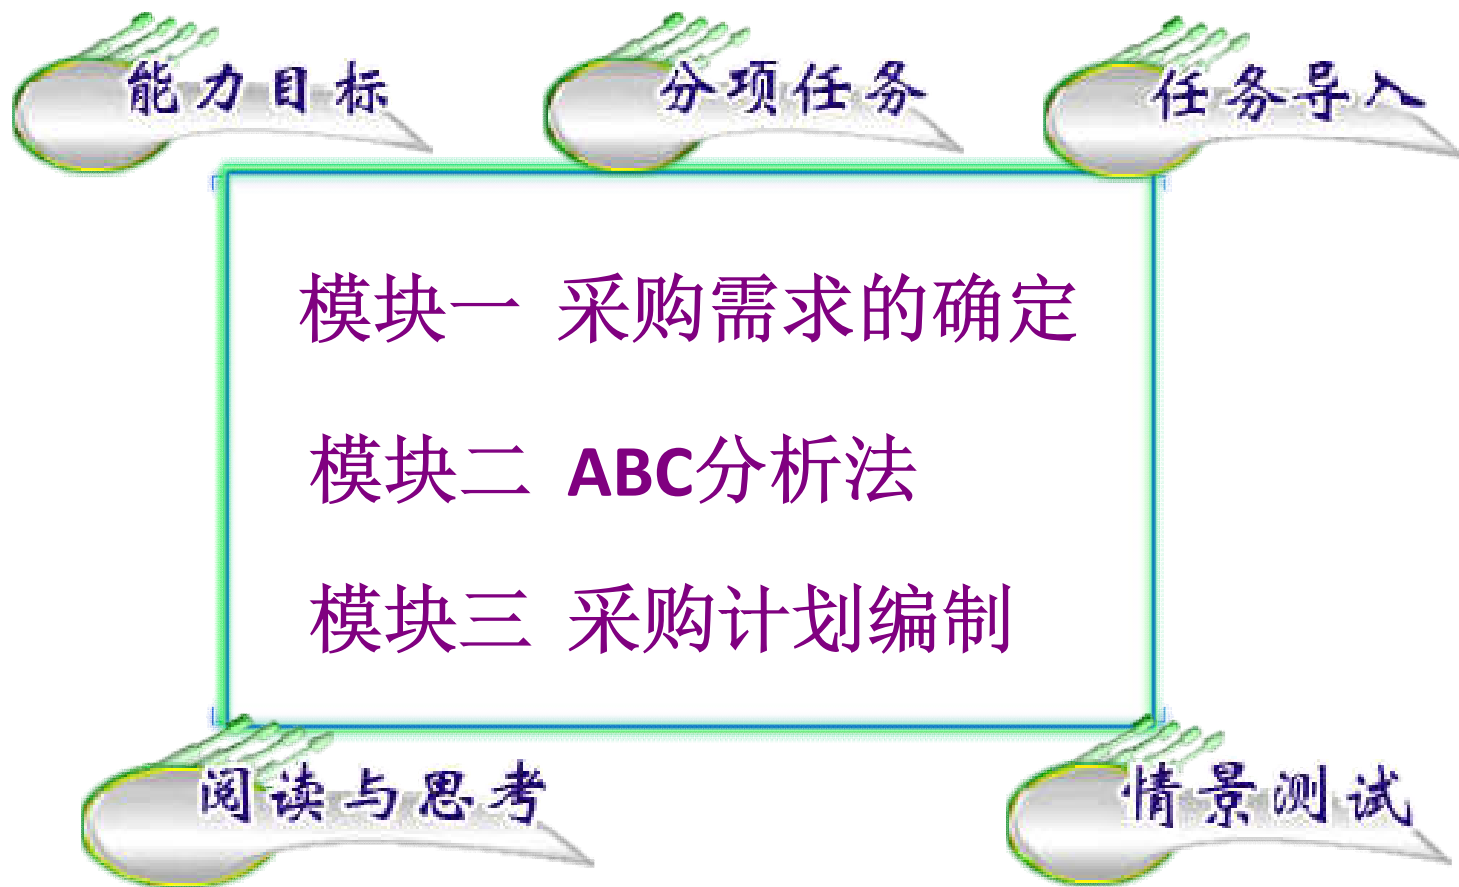 能力目标
分项任务
任务导入
模块一 采购需求的确定
模块二 ABC分析法
模块三 采购计划编制
阅读与思考
情景测试